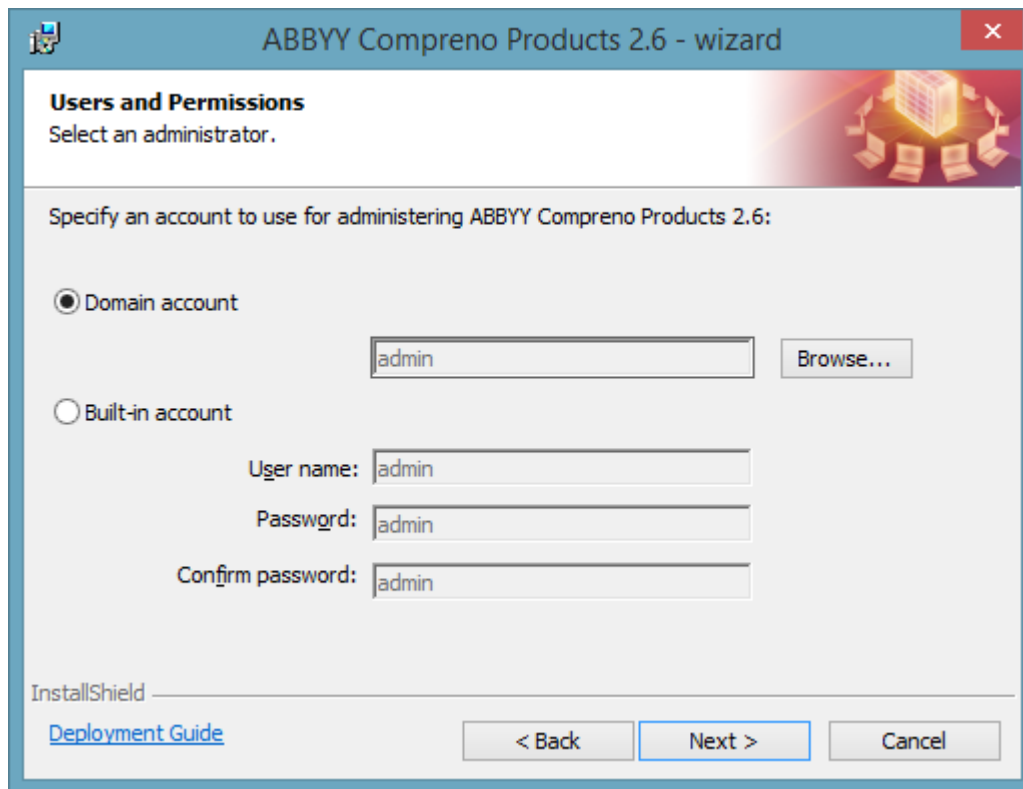 ABBYY Compreno Products 2.6 - wizard
Users and Permissions
Select an administrator.
Specify an account to use for administering ABBYY Compreno Products 2.6:
Domain account
admin Browse...
Built-in account
User name: admin
Password: admin
Confirm password: admin
InstallShield
Deployment Guide < Back Next > Cancel